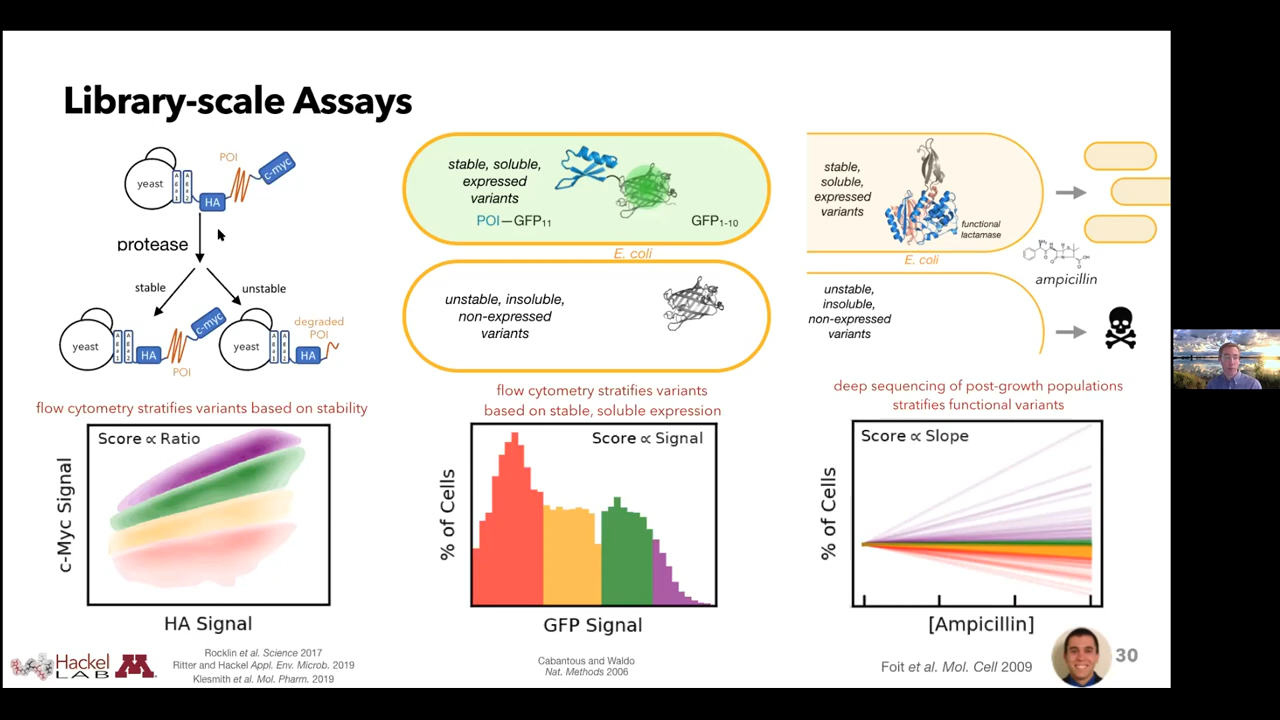 Library-scale Assays
POI
c-myc
yeast
HA
protease
stable
unstable
yeast
HA
c-myc
POI
yeast
HA
degraded
POI
flow cytometry stratifies variants based on stability
Score ∝ Ratio
c-Myc Signal
HA Signal
Rocklin et al. Science 2017
Ritter and Hackel Appl. Env. Microb. 2019
Klesmith et al. Mol. Pharm. 2019
stable, soluble,
expressed
variants
POI—GFP11
GFP1-10
E. coli
unstable, insoluble,
non-expressed
variants
flow cytometry stratifies variants
based on stable, soluble expression
Score ∝ Signal
% of Cells
GFP Signal
Cabantous and Waldo
Nat. Methods 2006
stable,
soluble,
expressed
variants
functional
lactamase
E. coli
ampicillin
unstable,
insoluble,
non-expressed
variants
deep sequencing of post-growth populations
stratifies functional variants
Score ∝ Slope
% of Cells
[Ampicillin]
Foit et al. Mol. Cell 2009
Hackel
LAB
M
30